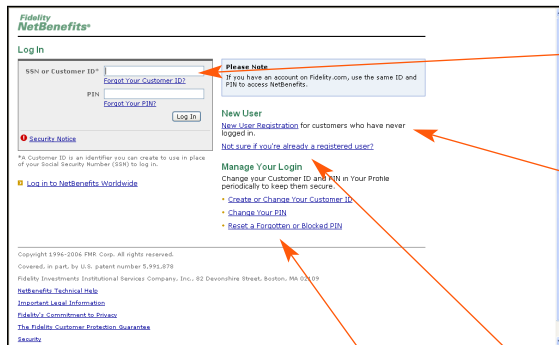 Fidelity
NetBenefits®
Log In
SSN or Customer ID*
Forgot Your Customer ID?
PIN
Forgot Your PIN?
Log In
Security Notice
*A Customer ID is an identifier you can create to use in place
of your Social Security Number (SSN) to log in.
Log in to NetBenefits Worldwide
Please Note
If you have an account on Fidelity.com, use the same ID and
PIN to access NetBenefits.
New User
New User Registration for customers who have never
logged in.
Not sure if you're already a registered user?
Manage Your Login
Change your Customer ID and PIN in Your Profile
periodically to keep them secure.
• Create or Change Your Customer ID
• Change Your PIN
• Reset a Forgotten or Blocked PIN
Copyright 1996-2006 FMR Corp. All rights reserved.
Covered, in part, by U.S. patent number 5,991,878
Fidelity Investments Institutional Services Company, Inc., 82 Devonshire Street, Boston, MA 02109
NetBenefits Technical Help
Important Legal Information
Fidelity's Commitment to Privacy
The Fidelity Customer Protection Guarantee
Security